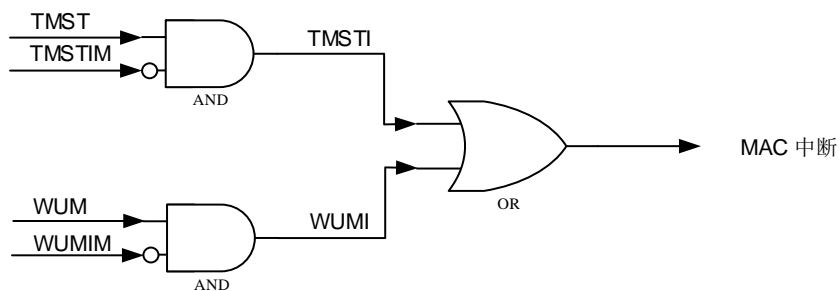 TMST
TMSTIM
AND
TMSTI
WUM
WUMIM
AND
WUMI
OR
MAC 中断